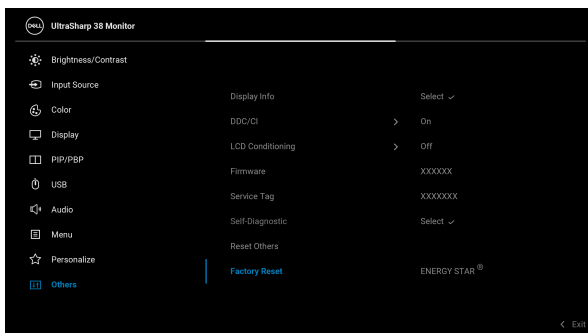 DELL UltraSharp 38 Monitor
Brightness/Contrast
Input Source
Color
Display
PIP/PBP
USB
Audio
Menu
Personalize
Others
Display Info Select
DDC/CI On
LCD Conditioning Off
Firmware XXXXXX
Service Tag XXXXXXX
Self-Diagnostic Select
Reset Others
Factory Reset ENERGY STAR ®
Exit